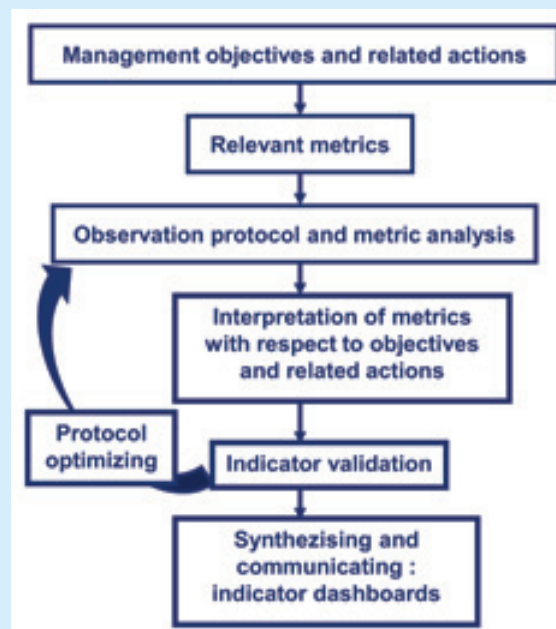 Management objectives and related actions
Relevant metrics
Observation protocol and metric analysis
Interpretation of metrics
with respect to objectives
and related actions
Protocol
optimizing
Indicator validation
Synthezising and
communicating :
indicator dashboards